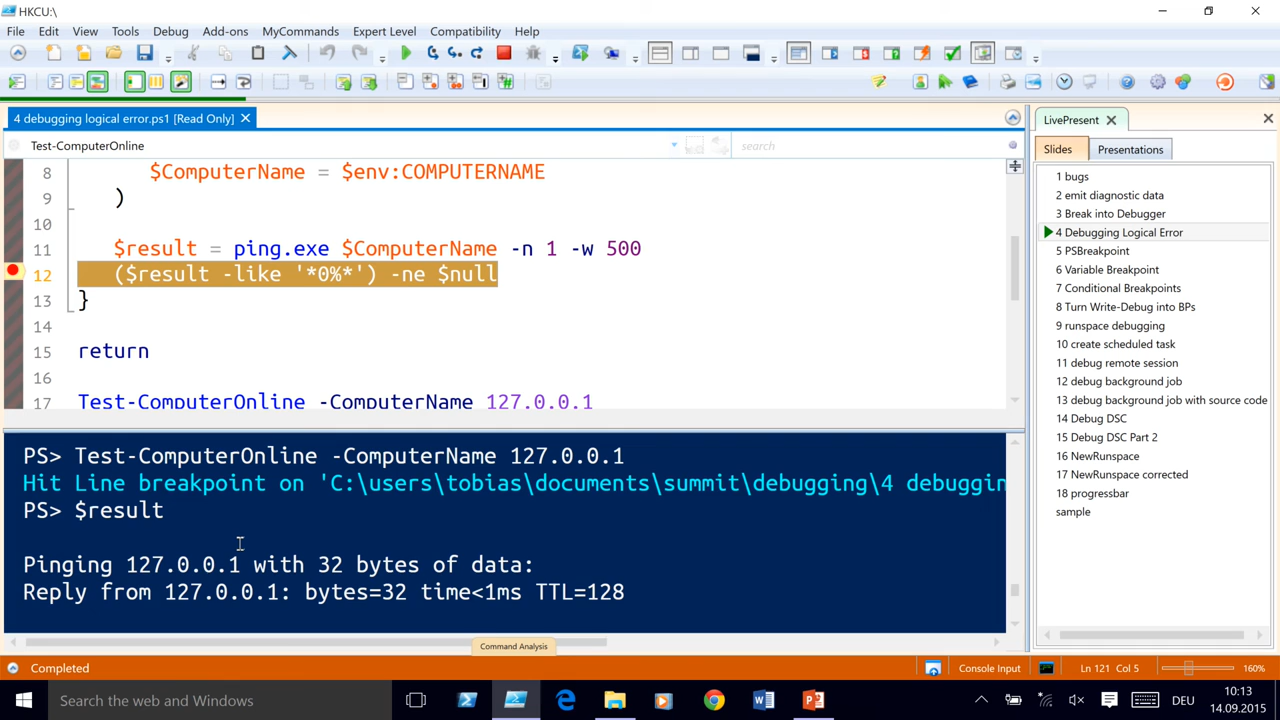 HKCU:\
File Edit View Tools Debug Add-ons MyCommands Expert Level Compatibility Help
4 debugging logical error.ps1 [Read Only]
Test-ComputerOnline
search
8 $ComputerName = $env:COMPUTERNAME
9 )
10
11 $result = ping.exe $ComputerName -n 1 -w 500
12 ($result -like '*0%*') -ne $null
13 }
14
15 return
16
17 Test-ComputerOnline -ComputerName 127.0.0.1
PS> Test-ComputerOnline -ComputerName 127.0.0.1
Hit Line breakpoint on 'C:\users\tobias\documents\summit\debugging\4 debuggin
PS> $result
Pinging 127.0.0.1 with 32 bytes of data:
Reply from 127.0.0.1: bytes=32 time<1ms TTL=128
Command Analysis
LivePresent
Slides Presentations
1 bugs
2 emit diagnostic data
3 Break into Debugger
4 Debugging Logical Error
5 PSBreakpoint
6 Variable Breakpoint
7 Conditional Breakpoints
8 Turn Write-Debug into BPs
9 runspace debugging
10 create scheduled task
11 debug remote session
12 debug background job
13 debug background job with source code
14 Debug DSC
15 Debug DSC Part 2
16 NewRunspace
17 NewRunspace corrected
18 progressbar
sample
Completed
Console Input
Ln 121 Col 5
160%
Search the web and Windows
DEU
10:13
14.09.2015